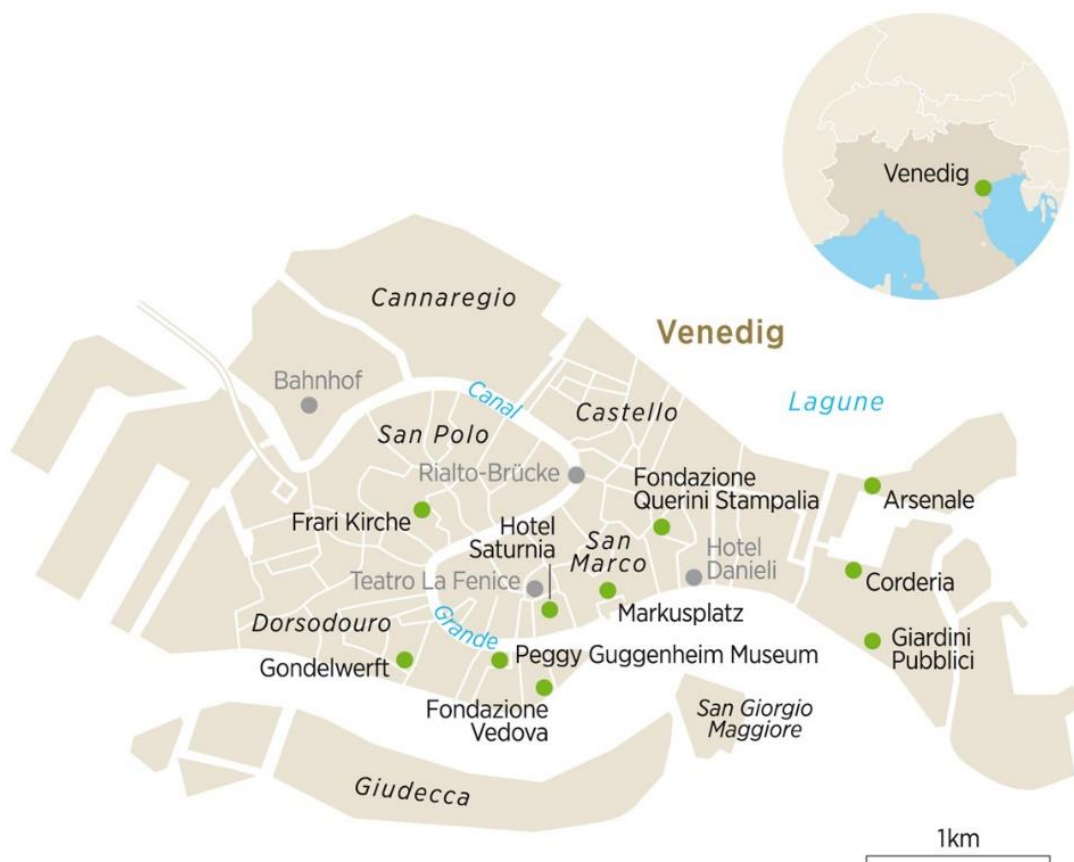 Venedig
Cannaregio
Venedig
Bahnhof
Canal
Castello
Lagune
San Polo
Rialto-Brücke
Fondazione
Querini Stampalia
Arsenale
Frari Kirche
Hotel
Saturnia
San
Marco
Hotel
Danieli
Teatro La Fenice
Corderia
Markusplatz
Dorsodouro
Grande
Giardini
Pubblici
Gondelwerft
Peggy Guggenheim Museum
Fondazione
Vedova
San Giorgio
Maggiore
Giudecca
1km